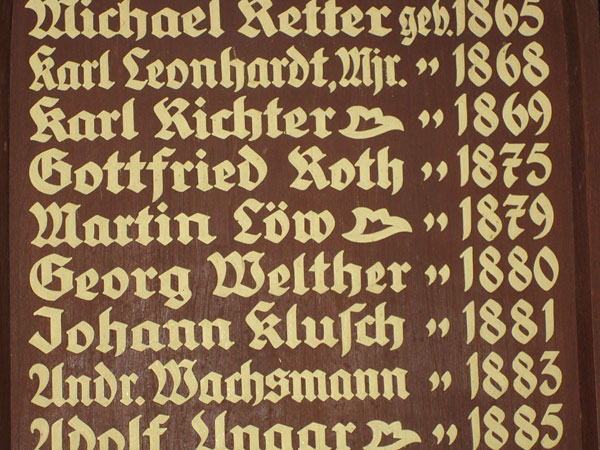 Michael Retter geb. 1865
Karl Leonhardt, Mjr. " 1868
Karl Richter " 1869
Gottfried Roth " 1875
Martin Löw " 1879
Georg Welther " 1880
Johann Kluſch " 1881
Andr. Wachsmann " 1883
Adolf Ungar " 1885